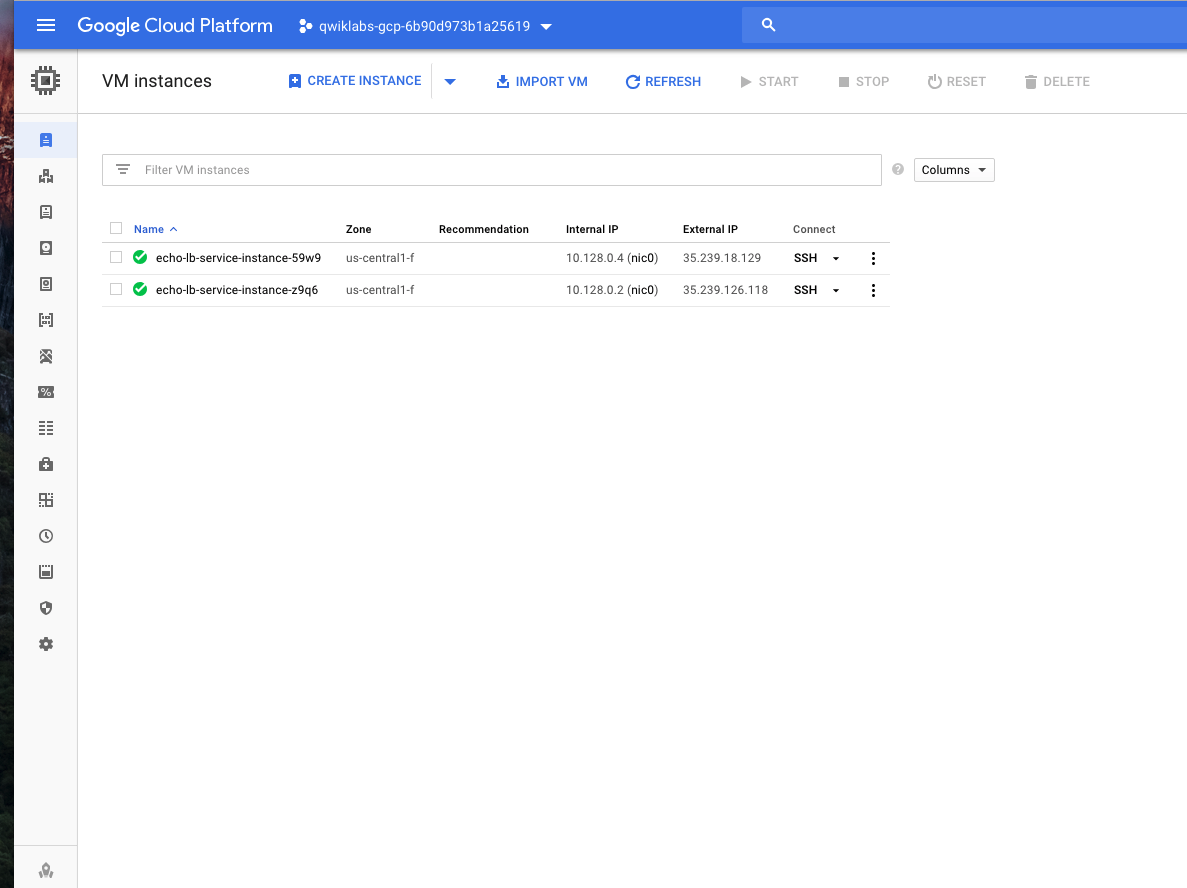 Google Cloud Platform qwiklabs-gcp-6b90d973b1a25619
VM instances CREATE INSTANCE IMPORT VM REFRESH START STOP RESET DELETE
Filter VM instances ? Columns
Name Zone Recommendation Internal IP External IP Connect
echo-lb-service-instance-59w9 us-central1-f 10.128.0.4 (nic0) 35.239.18.129 SSH
echo-lb-service-instance-z9q6 us-central1-f 10.128.0.2 (nic0) 35.239.126.118 SSH
%